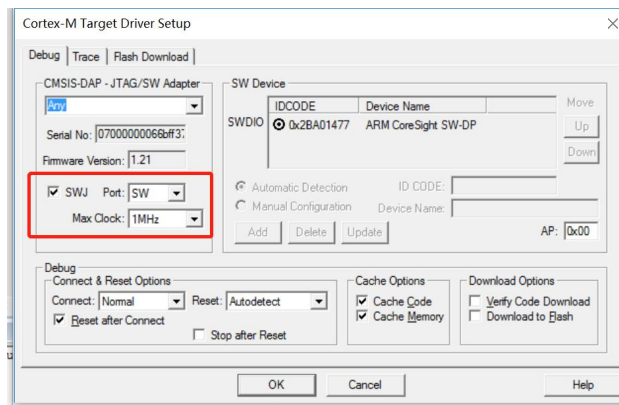 Cortex-M Target Driver Setup
Debug Trace Flash Download
CMSIS-DAP - JTAG/SW Adapter
Any
Serial No:
Firmware Version: 1.21
SWJ Port: SW
Max Clock: 1MHz
SW Device
IDCODE Device Name
SWDIO 0x2BA01477 ARM CoreSight SW-DP
Move
Up
Down
Automatic Detection ID CODE:
Manual Configuration Device Name:
Add Delete Update AP: 0x00
Debug
Connect & Reset Options
Connect: Normal Reset: Autodetect
Reset after Connect
Stop after Reset
Cache Options
Cache Code
Cache Memory
Download Options
Verify Code Download
Download to Flash
OK Cancel Help